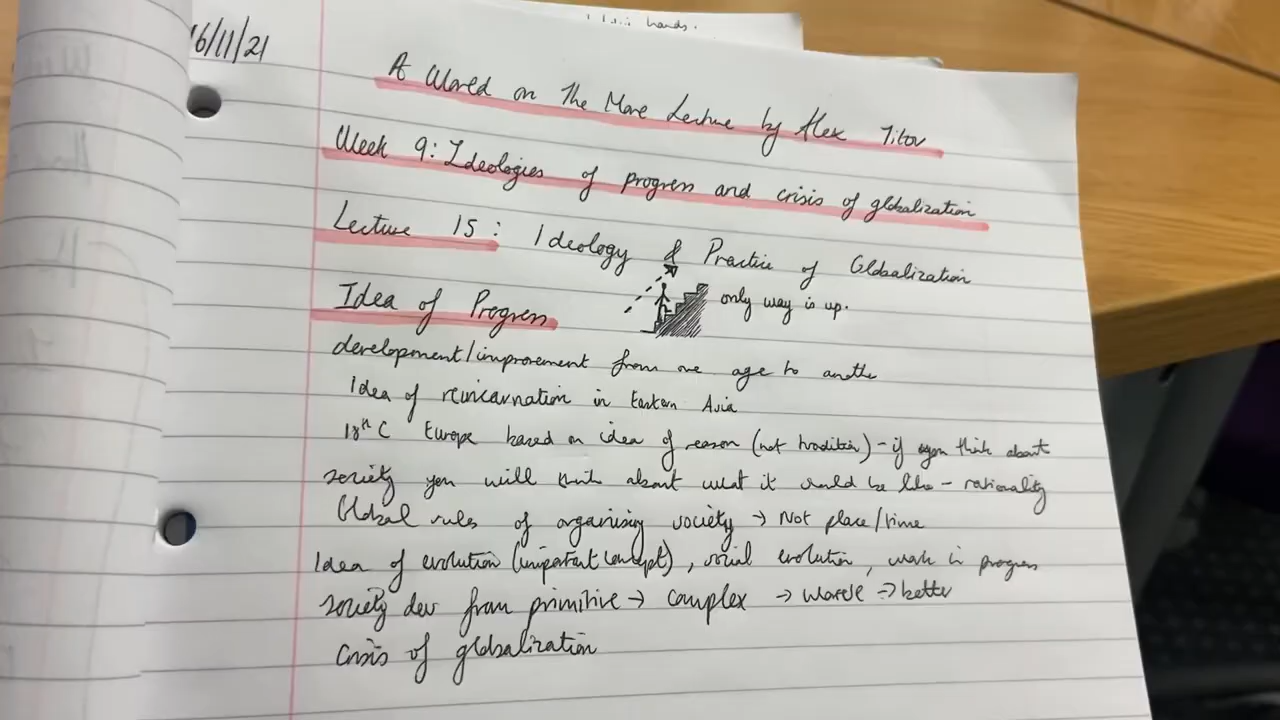 hands.
16/11/21
A World on The Move Lecture by Alex Titov
Week 9: Ideologies of progress and crisis of globalization
Lecture 15: Ideology & Practice of Globalization
Idea of Progress only way is up.
development/improvement from one age to another
Idea of reincarnation in Eastern Asia
18th C Europe based on idea of reason (not tradition) - if you think about
society you will think about what it should be like - rationality
Global rules of organising society → Not place/time
Idea of evolution (important concept), social evolution, work in progress
society dev from primitive → complex → worse → better
Crisis of globalization